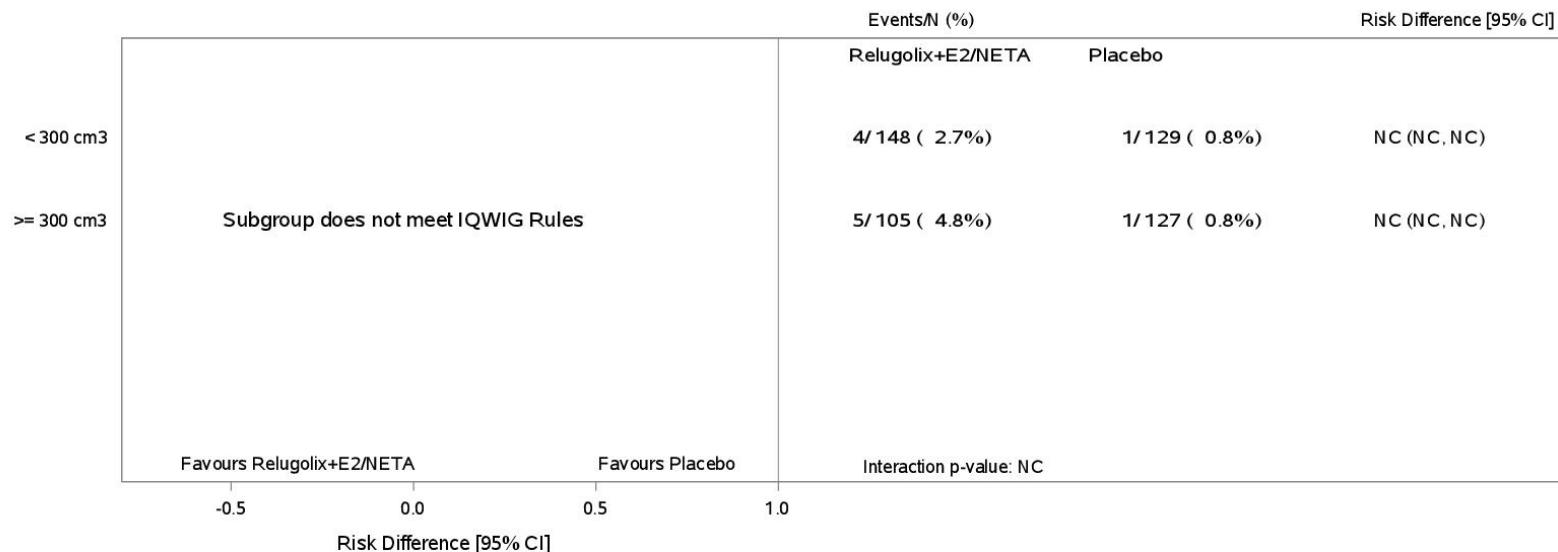 Events/N (%) Risk Difference [95% CI]
Relugolix+E2/NETA Placebo
< 300 cm3 4/ 148 ( 2.7%) 1/ 129 ( 0.8%) NC (NC, NC)
>= 300 cm3 Subgroup does not meet IQWIG Rules 5/ 105 ( 4.8%) 1/ 127 ( 0.8%) NC (NC, NC)
Favours Relugolix+E2/NETA Favours Placebo Interaction p-value: NC
-0.5 0.0 0.5 1.0
Risk Difference [95% CI]